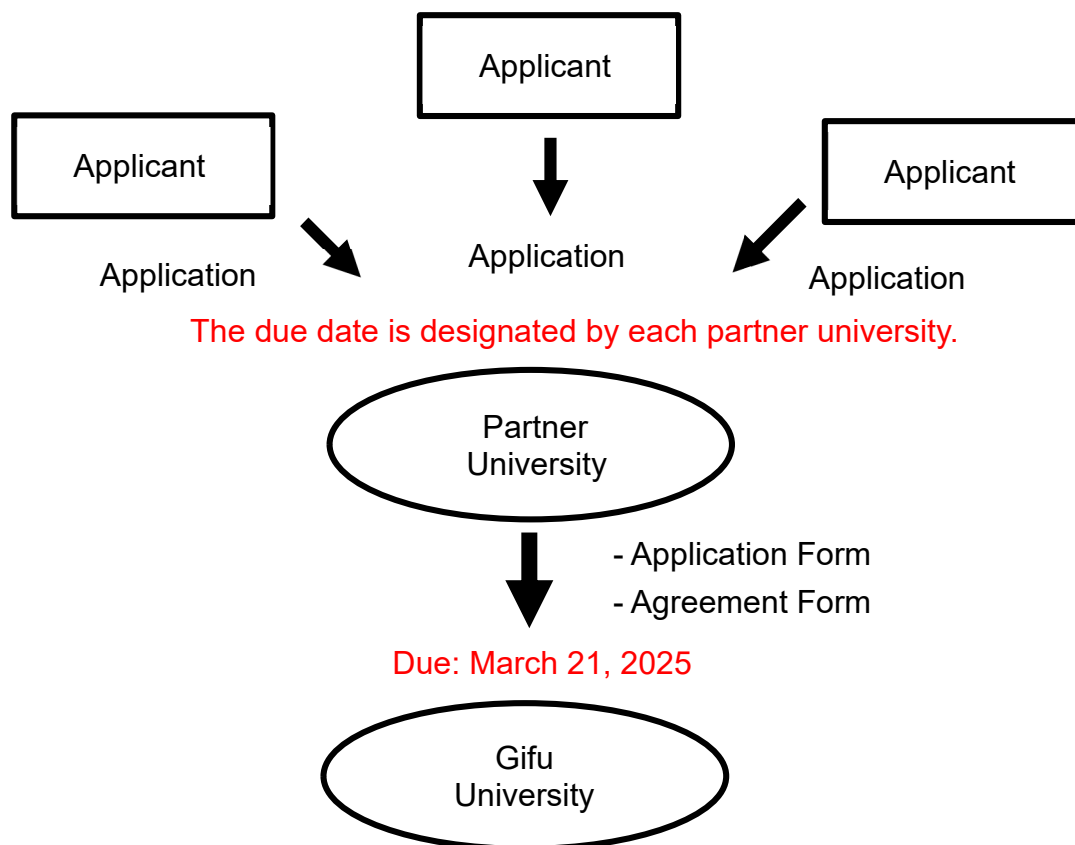 Applicant
Applicant
Applicant
Application
Application
Application
The due date is designated by each partner university.
Partner
University
- Application Form
- Agreement Form
Due: March 21, 2025
Gifu
University